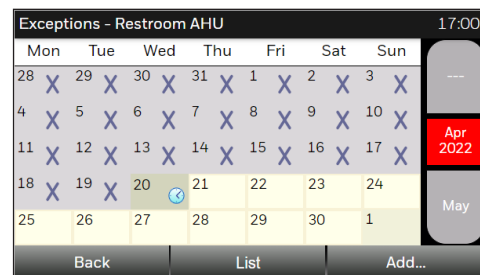 Exceptions - Restroom AHU 17:00
Mon Tue Wed Thu Fri Sat Sun
28 29 30 31 1 2 3
---
4 5 6 7 8 9 10
Apr
2022
11 12 13 14 15 16 17
18 19 20 21 22 23 24
May
25 26 27 28 29 30 1
Back List Add...